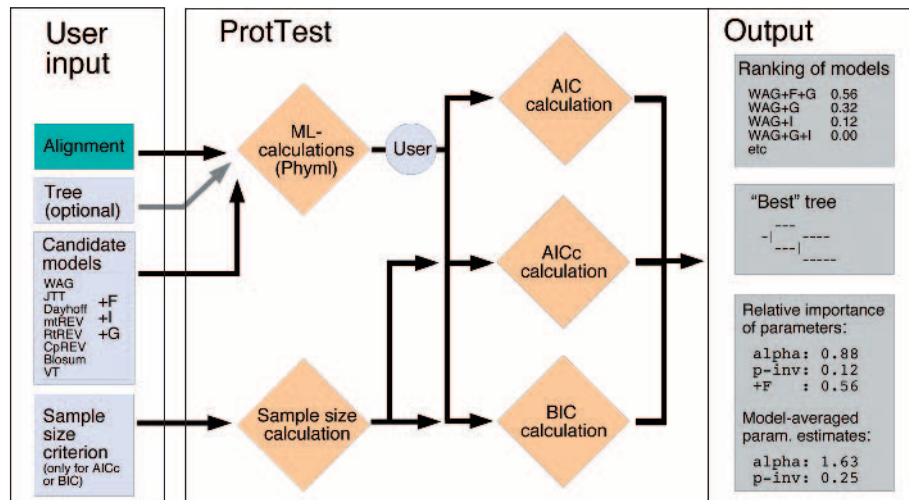 User
input
Alignment
Tree
(optional)
Candidate
models
WAG
JTT
Dayhoff
mtREV
RtREV
CpREV
Blosum
VT
+F
+I
+G
Sample
size
criterion
(only for AICc
or BIC)
ProtTest
ML-
calculations
(Phyml)
User
Sample size
calculation
AIC
calculation
AICc
calculation
BIC
calculation
Output
Ranking of models
WAG+F+G 0.56
WAG+G 0.32
WAG+I 0.12
WAG+G+I 0.00
etc
“Best” tree
Relative importance
of parameters:
alpha: 0.88
p-inv: 0.12
+F : 0.56
Model-averaged
param. estimates:
alpha: 1.63
p-inv: 0.25